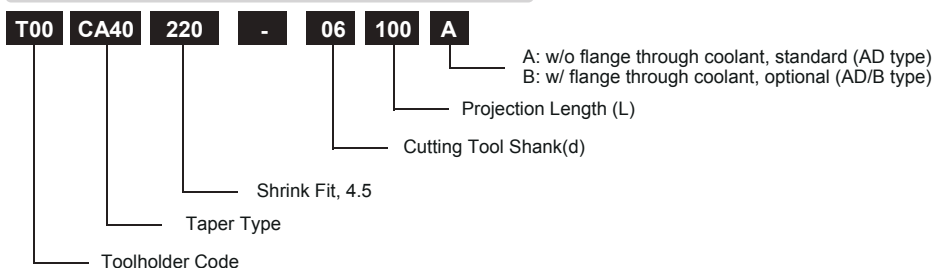 T00 CA40 220 - 06 100 A
A: w/o flange through coolant, standard (AD type)
B: w/ flange through coolant, optional (AD/B type)
Projection Length (L)
Cutting Tool Shank(d)
Shrink Fit, 4.5
Taper Type
Toolholder Code